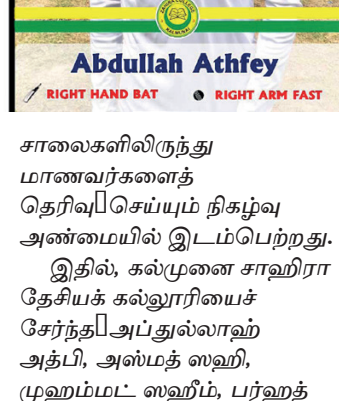 Abdullah Athfey
RIGHT HAND BAT RIGHT ARM FAST
சாலைகளிலிருந்து
மாணவர்களைத்
தெரிவு செய்யும் நிகழ்வு
அண்மையில் இடம்பெற்றது.
இதில், கல்முனை சாஹிரா
தேசியக் கல்லூரியைச்
சேர்ந்த அப்துல்லாஹ்
அத்பி, அஸ்மத் ஸஹி,
முஹம்மட் ஸஹீம், பர்ஹத்